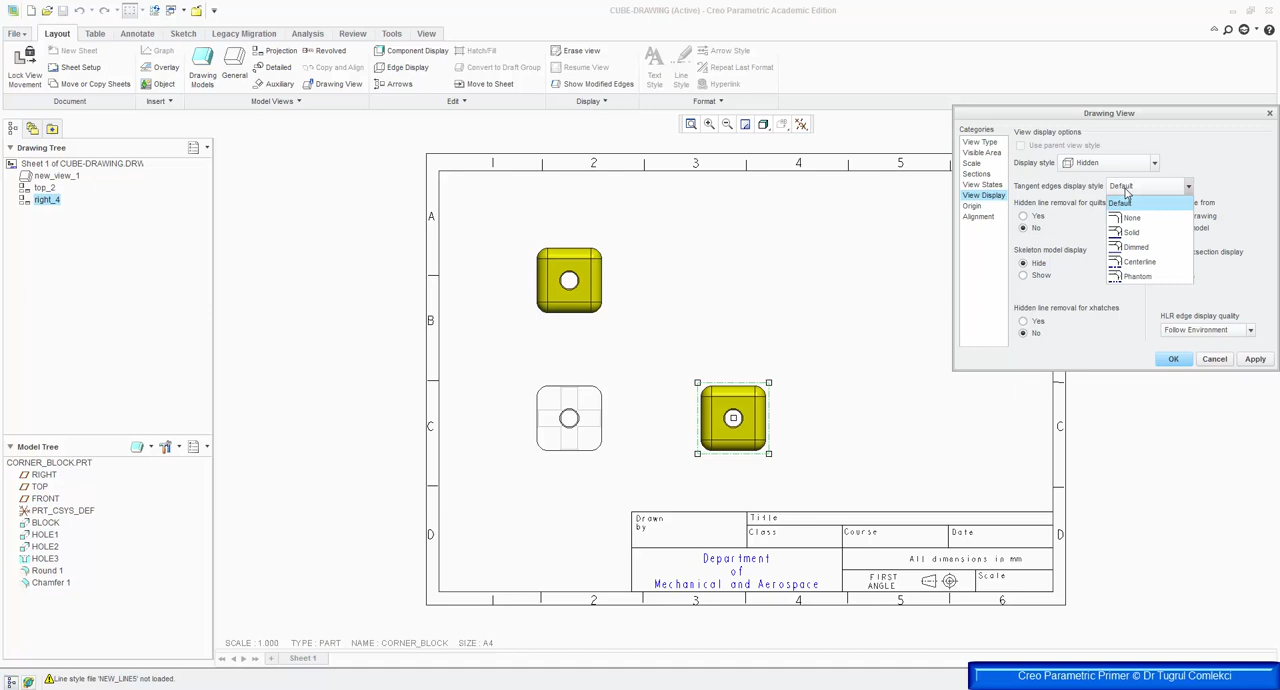 CUBE-DRAWING (Active) - Creo Parametric Academic Edition
File Layout Table Annotate Sketch Legacy Migration Analysis Review Tools View
New Sheet Graph Projection Revolved Component Display Hatch/Fill Erase view Arrow Style
Lock View Movement Sheet Setup Overlay Drawing Models General Detailed Copy and Align Edge Display Convert to Draft Group Resume View Text Style Line Style Repeat Last Format
Move or Copy Sheets Object Auxiliary Drawing View Arrows Move to Sheet Show Modified Edges Hyperlink
Document Insert Model Views Edit Display Format
Drawing Tree
Sheet 1 of CUBE-DRAWING.DRW
new_view_1
top_2
right_4
Model Tree
CORNER_BLOCK.PRT
RIGHT
TOP
FRONT
PRT_CSYS_DEF
BLOCK
HOLE1
HOLE2
HOLE3
Round 1
Chamfer 1
1 2 3 4 5
A
B
C
D
C
D
1 2 3 4 5 6
Drawn by
Title
Class Course Date
Department
of
Mechanical and Aerospace
All dimensions in mm
FIRST
ANGLE
Scale
Drawing View
Categories
View Type
Visible Area
Scale
Sections
View States
View Display
Origin
Alignment
View display options
Use parent view style
Display style Hidden
Tangent edges display style Default
Default
None
Solid
Dimmed
Centerline
Phantom
Hidden line removal for quilts
Yes
No
Skeleton model display
Hide
Show
Hidden line removal for xhatches
Yes
No
HLR edge display quality
Follow Environment
OK Cancel Apply
SCALE : 1.000 TYPE : PART NAME : CORNER_BLOCK SIZE : A4
Sheet 1
Line style file 'NEW_LINES' not loaded.
Creo Parametric Primer © Dr Tugrul Comlekci